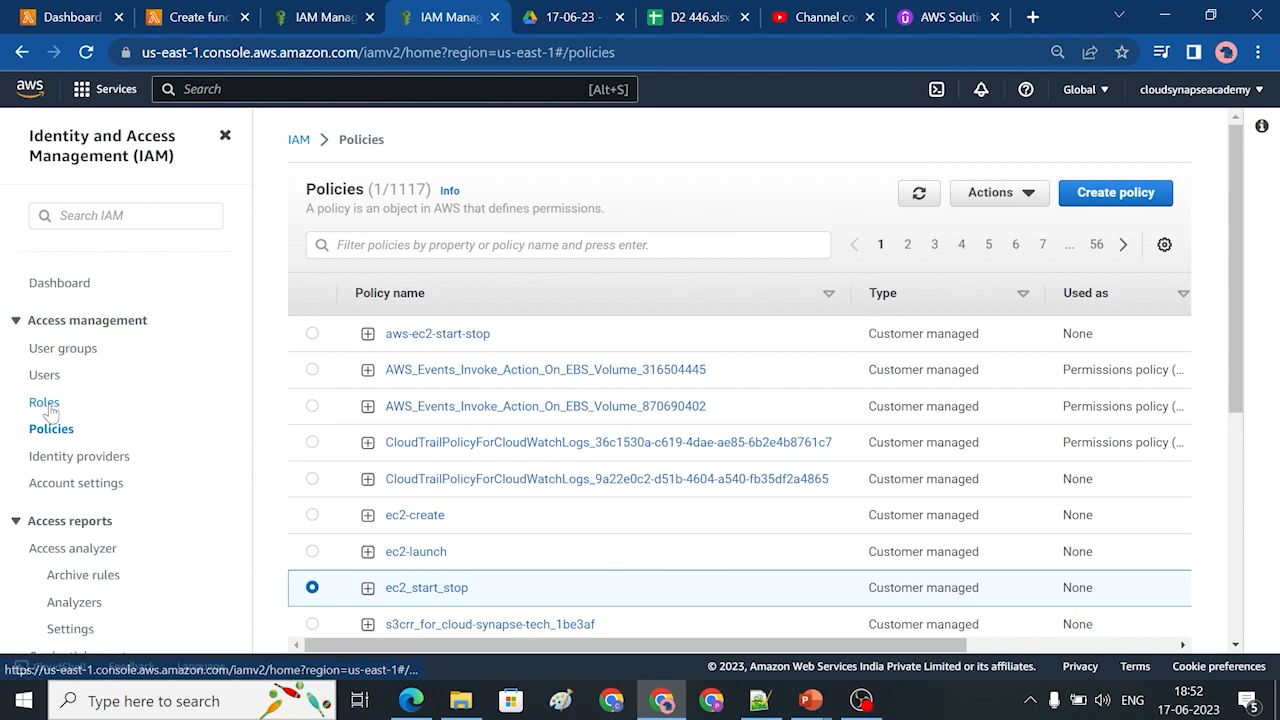 Dashboard
Create func
IAM Manag
IAM Manag
17-06-23 -
D2 446.xlsx
Channel co
AWS Soluti
us-east-1.console.aws.amazon.com/iamv2/home?region=us-east-1#/policies
aws
Services
Search
[Alt+S]
Global
cloudsynapseacademy
Identity and Access
Management (IAM)
Search IAM
Dashboard
Access management
User groups
Users
Roles
Policies
Identity providers
Account settings
Access reports
Access analyzer
Archive rules
Analyzers
Settings
IAM > Policies
Policies (1/1117) Info
A policy is an object in AWS that defines permissions.
Actions
Create policy
Filter policies by property or policy name and press enter.
1 2 3 4 5 6 7 ... 56
Policy name Type Used as
aws-ec2-start-stop Customer managed None
AWS_Events_Invoke_Action_On_EBS_Volume_316504445 Customer managed Permissions policy (...
AWS_Events_Invoke_Action_On_EBS_Volume_870690402 Customer managed Permissions policy (...
CloudTrailPolicyForCloudWatchLogs_36c1530a-c619-4dae-ae85-6b2e4b8761c7 Customer managed Permissions policy (...
CloudTrailPolicyForCloudWatchLogs_9a22e0c2-d51b-4604-a540-fb35df2a4865 Customer managed None
ec2-create Customer managed None
ec2-launch Customer managed None
ec2_start_stop Customer managed None
s3crr_for_cloud-synapse-tech_1be3af Customer managed None
https://us-east-1.console.aws.amazon.com/iamv2/home?region=us-east-1#/...
© 2023, Amazon Web Services India Private Limited or its affiliates.
Privacy
Terms
Cookie preferences
Type here to search
ENG
18:52
17-06-2023
5